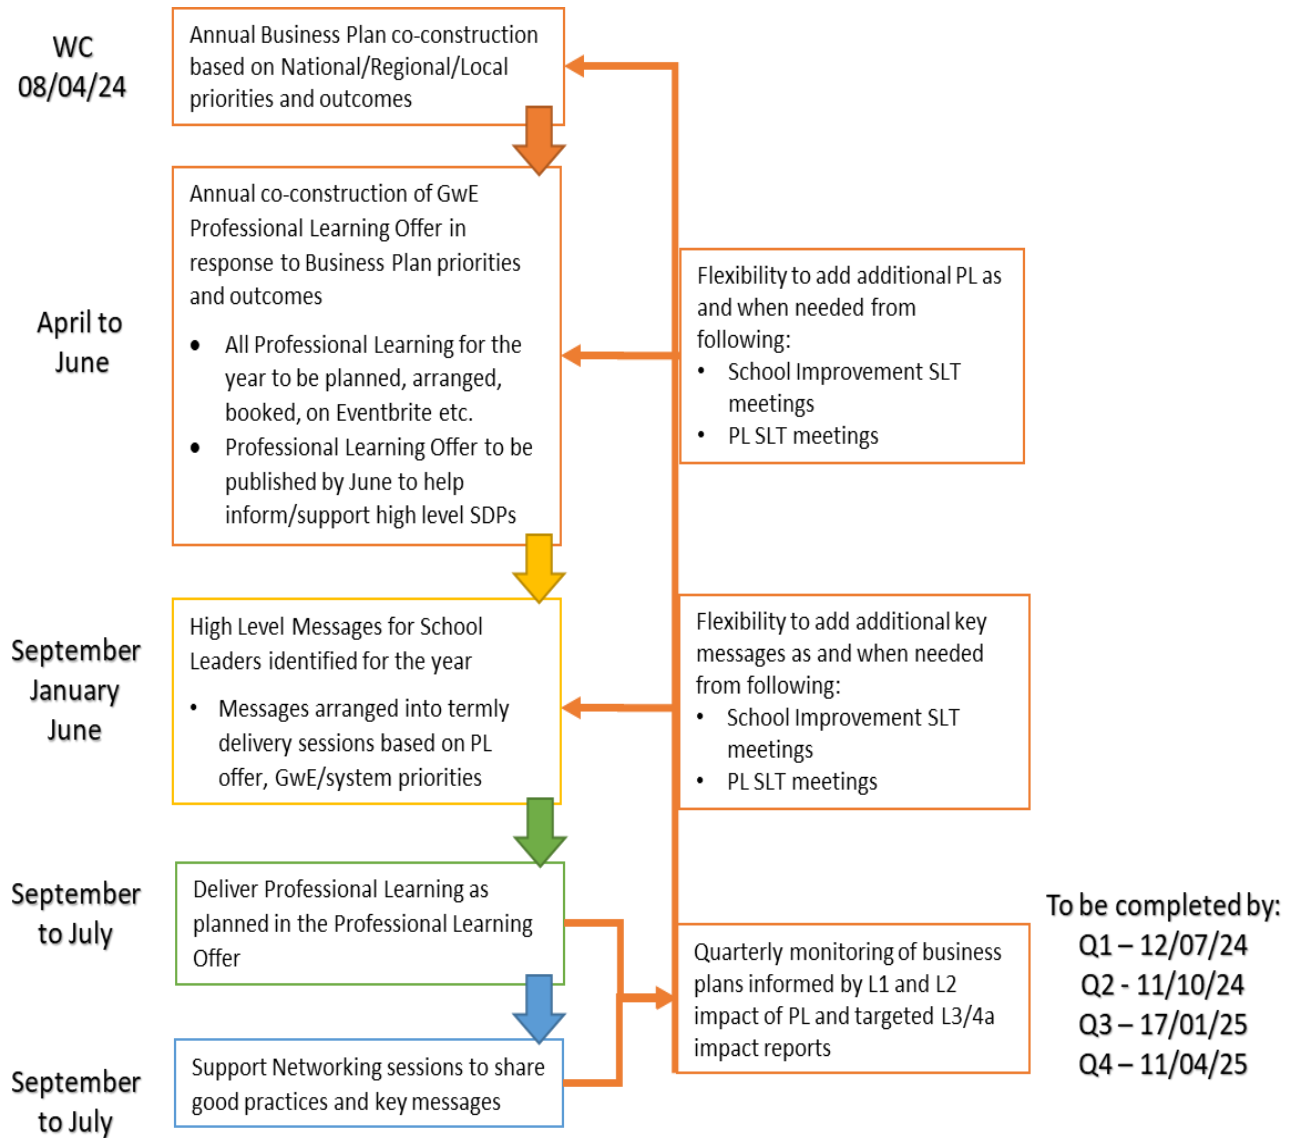 WC
08/04/24
Annual Business Plan co-construction
based on National/Regional/Local
priorities and outcomes
April to
June
Annual co-construction of GwE
Professional Learning Offer in
response to Business Plan priorities
and outcomes
• All Professional Learning for the
year to be planned, arranged,
booked, on Eventbrite etc.
• Professional Learning Offer to be
published by June to help
inform/support high level SDPs
Flexibility to add additional PL as
and when needed from
following:
• School Improvement SLT
meetings
• PL SLT meetings
September
January
June
High Level Messages for School
Leaders identified for the year
• Messages arranged into termly
delivery sessions based on PL
offer, GwE/system priorities
Flexibility to add additional key
messages as and when needed
from following:
• School Improvement SLT
meetings
• PL SLT meetings
September
to July
Deliver Professional Learning as
planned in the Professional Learning
Offer
Quarterly monitoring of business
plans informed by L1 and L2
impact of PL and targeted L3/4a
impact reports
To be completed by:
Q1 – 12/07/24
Q2 - 11/10/24
Q3 – 17/01/25
Q4 – 11/04/25
September
to July
Support Networking sessions to share
good practices and key messages